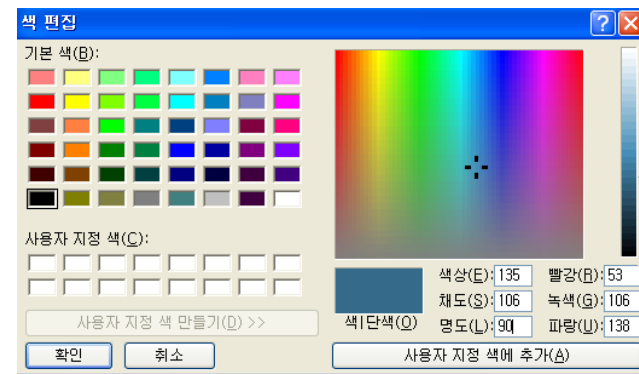 색 편집
기본 색(B):
사용자 지정 색(C):
사용자 지정 색 만들기(D) >>
확인 취소
색|단색(O)
색상(E): 135 빨강(R): 53
채도(S): 106 녹색(G): 106
명도(L): 90 파랑(U): 138
사용자 지정 색에 추가(A)